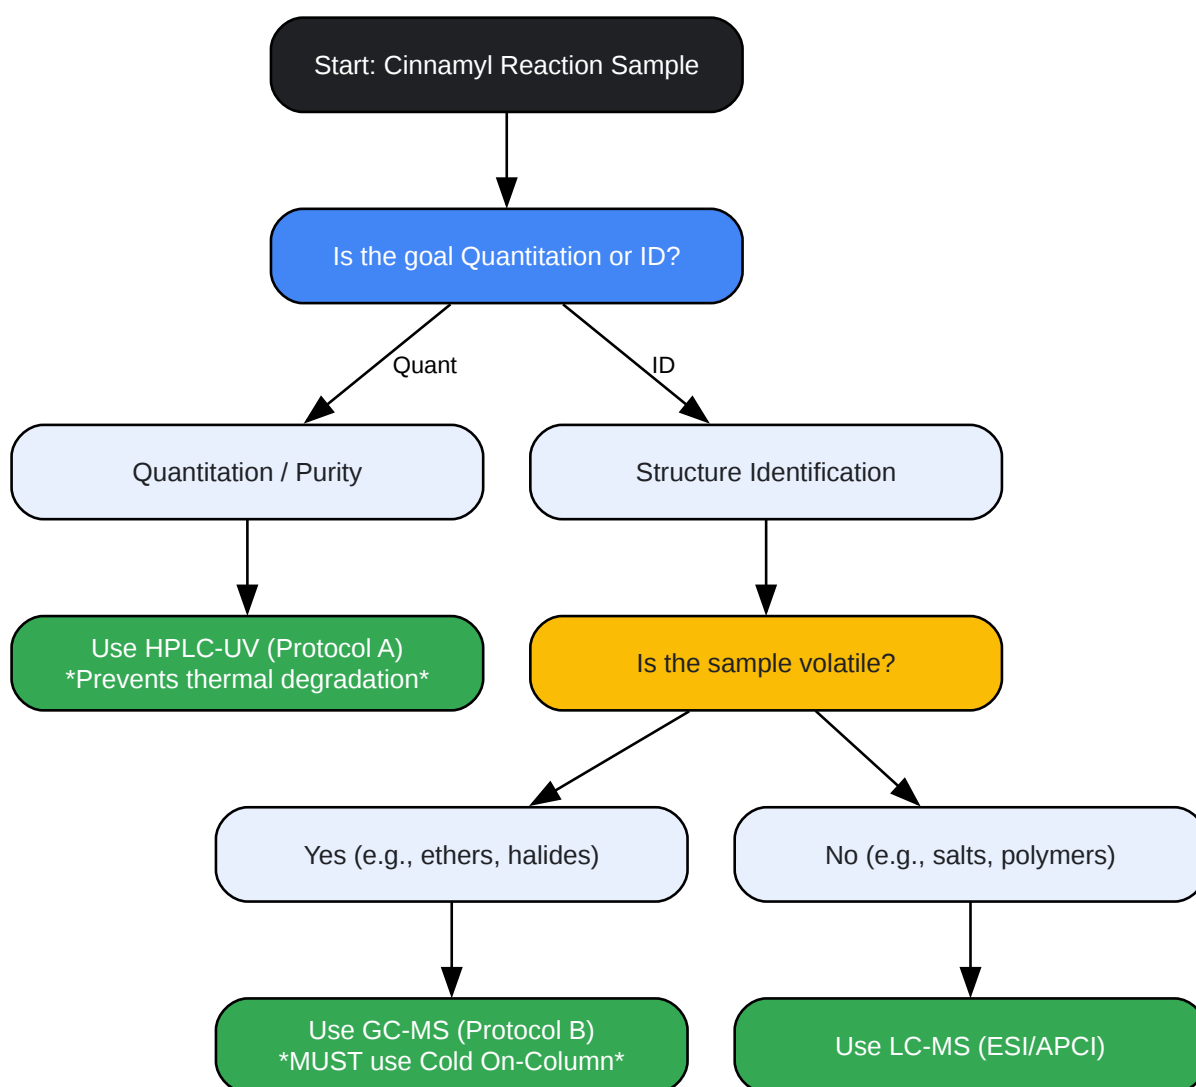 Start: Cinnamyl Reaction Sample
Is the goal Quantitation or ID?
Quant
ID
Quantitation / Purity
Structure Identification
Use HPLC-UV (Protocol A)
*Prevents thermal degradation*
Is the sample volatile?
Yes (e.g., ethers, halides)
No (e.g., salts, polymers)
Use GC-MS (Protocol B)
*MUST use Cold On-Column*
Use LC-MS (ESI/APCI)